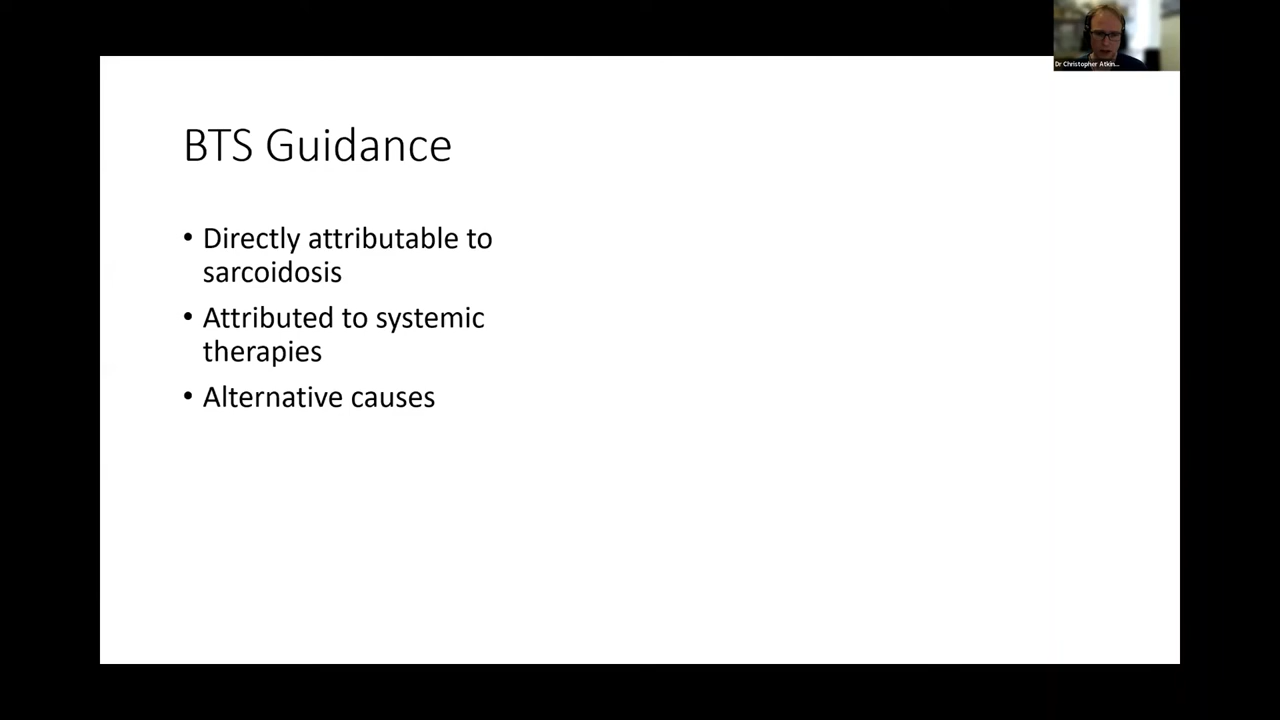 Dr Christopher Atkin...
BTS Guidance
• Directly attributable to
sarcoidosis
• Attributed to systemic
therapies
• Alternative causes